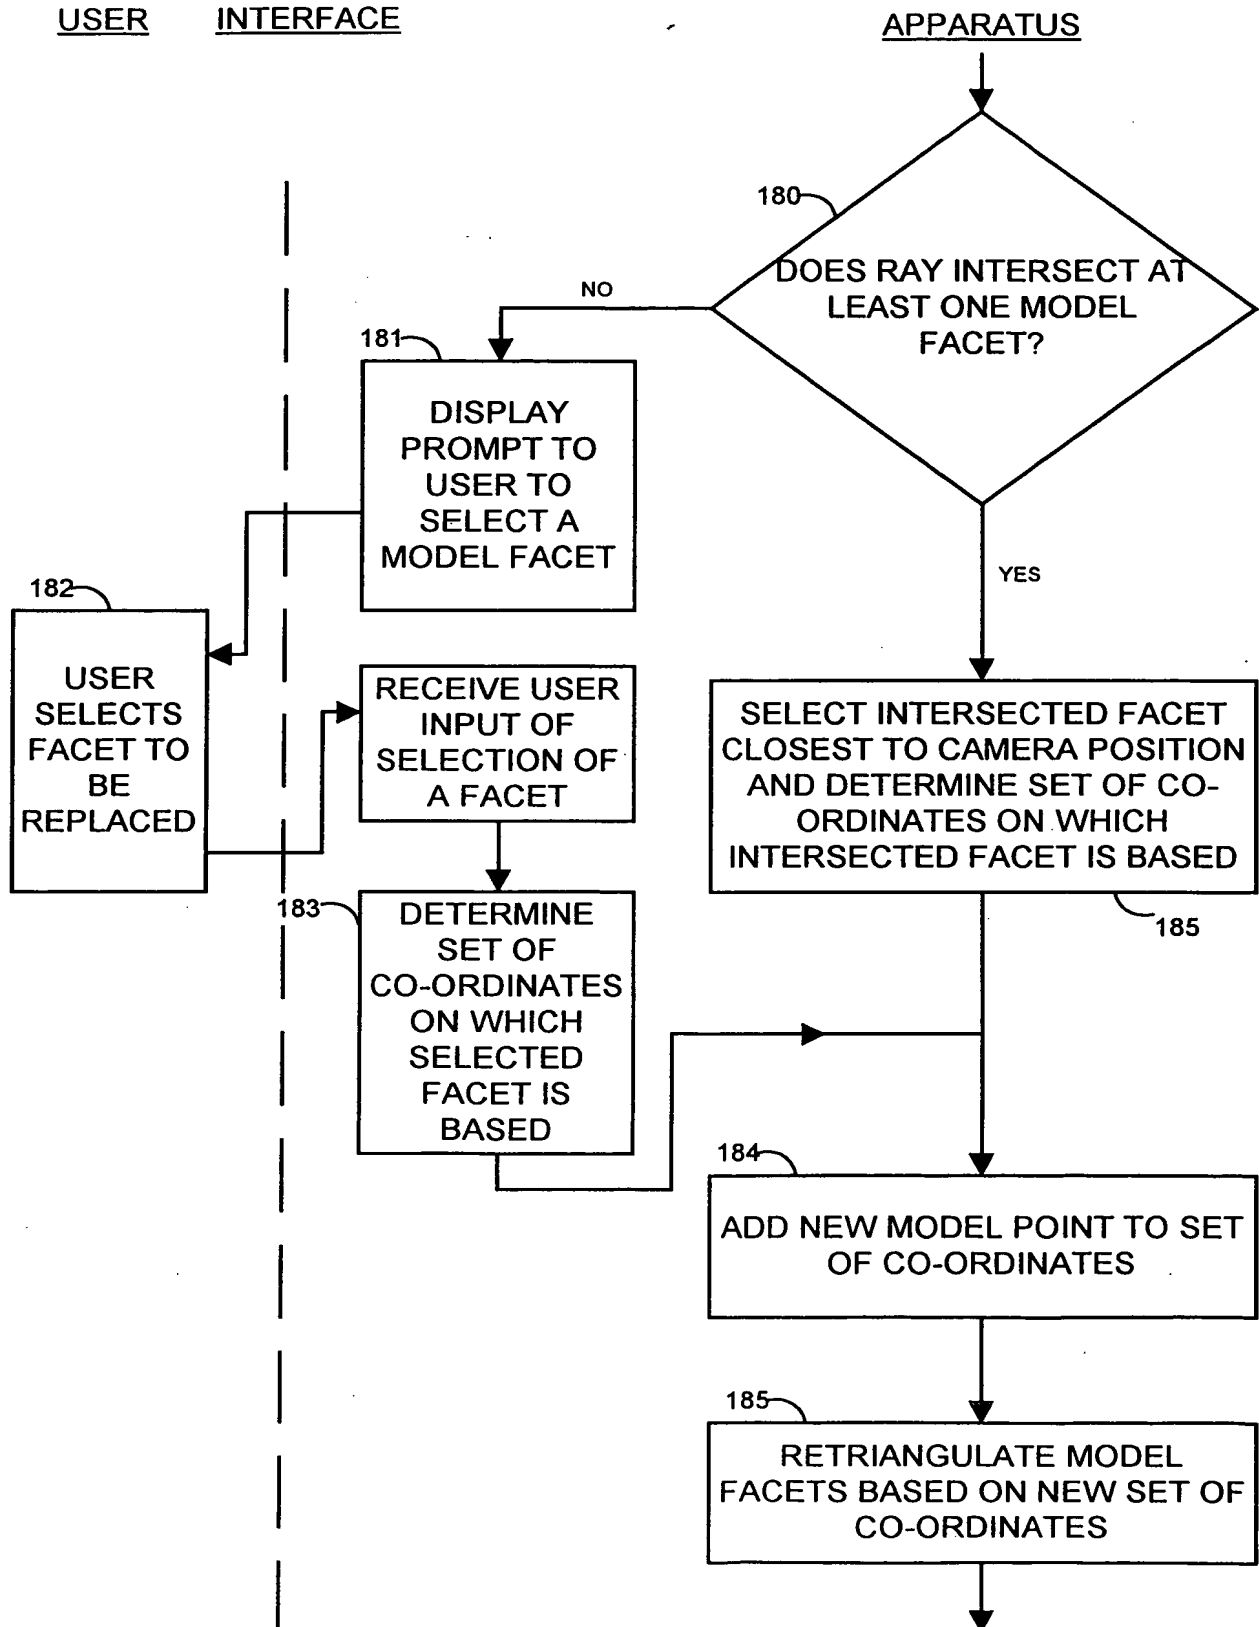 USER INTERFACE APPARATUS
180
DOES RAY INTERSECT AT
LEAST ONE MODEL
FACET?
NO
YES
181
DISPLAY
PROMPT TO
USER TO
SELECT A
MODEL FACET
182
USER
SELECTS
FACET TO
BE
REPLACED
RECEIVE USER
INPUT OF
SELECTION OF
A FACET
183
DETERMINE
SET OF
CO-ORDINATES
ON WHICH
SELECTED
FACET IS
BASED
SELECT INTERSECTED FACET
CLOSEST TO CAMERA POSITION
AND DETERMINE SET OF CO-
ORDINATES ON WHICH
INTERSECTED FACET IS BASED
185
184
ADD NEW MODEL POINT TO SET
OF CO-ORDINATES
185
RETRIANGULATE MODEL
FACETS BASED ON NEW SET OF
CO-ORDINATES